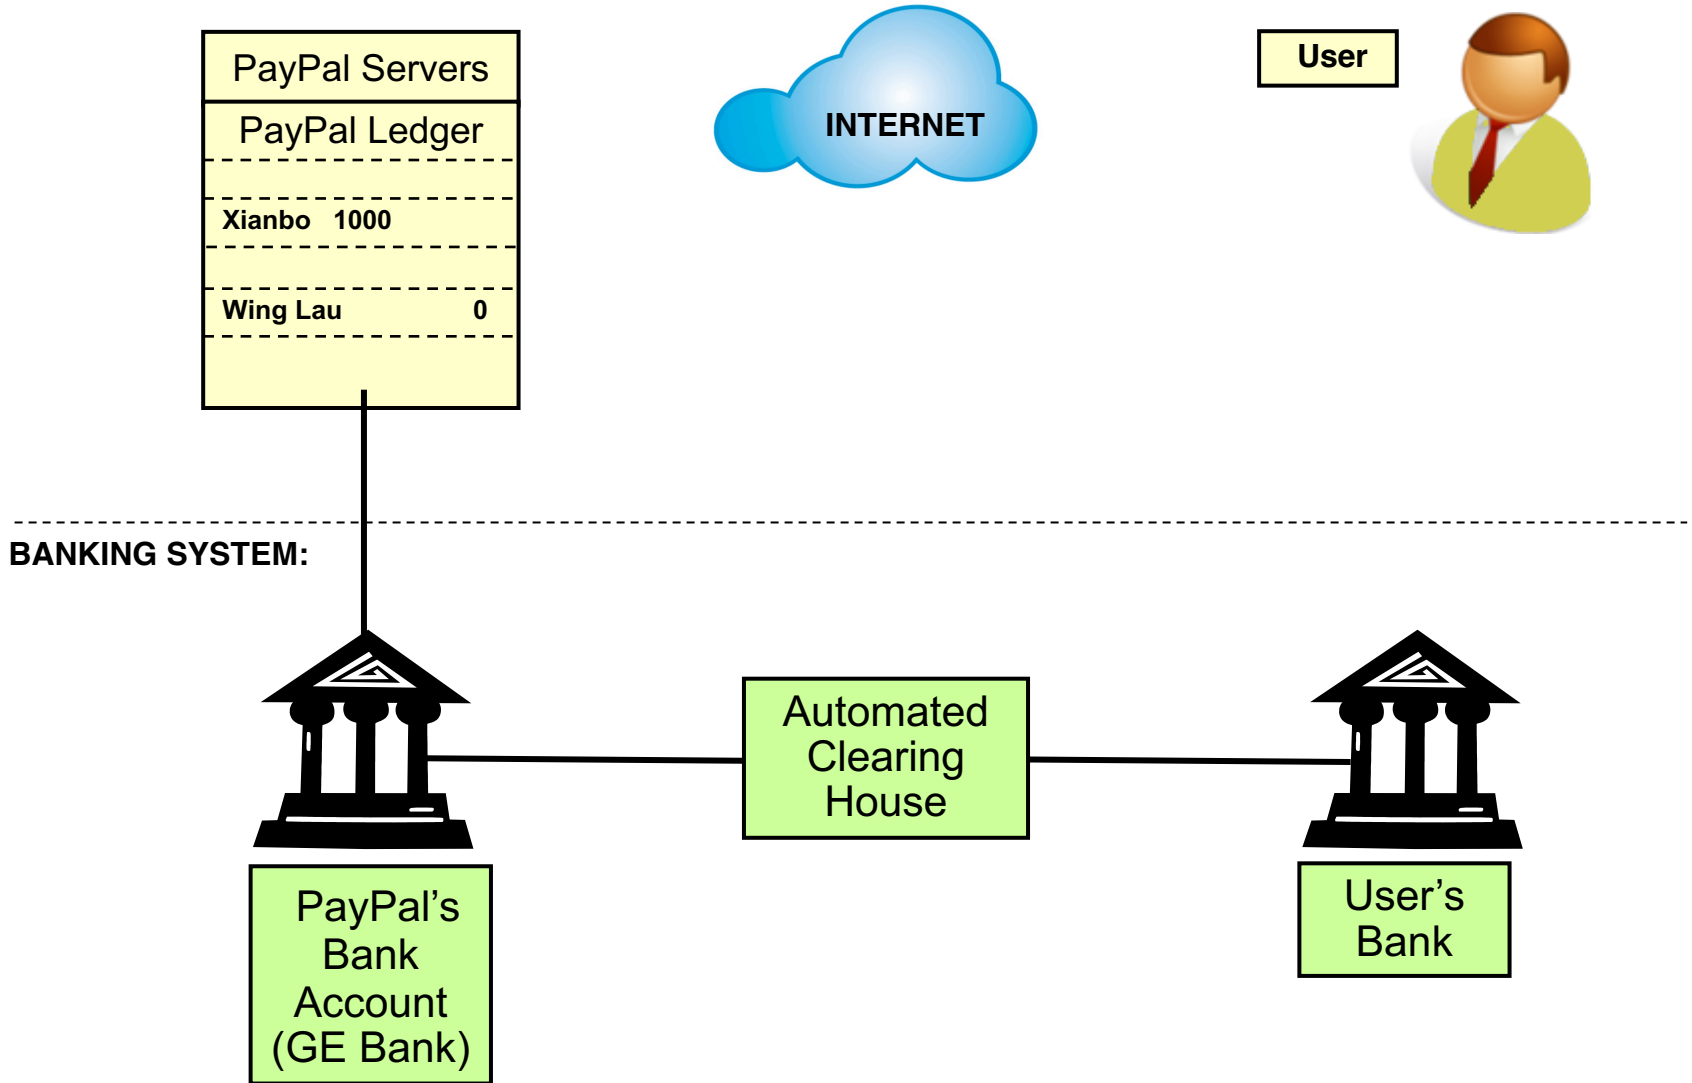 PayPal Servers
PayPal Ledger
Xianbo 1000
Wing Lau 0
INTERNET
User
BANKING SYSTEM:
Automated
Clearing
House
PayPal’s
Bank
Account
(GE Bank)
User’s
Bank